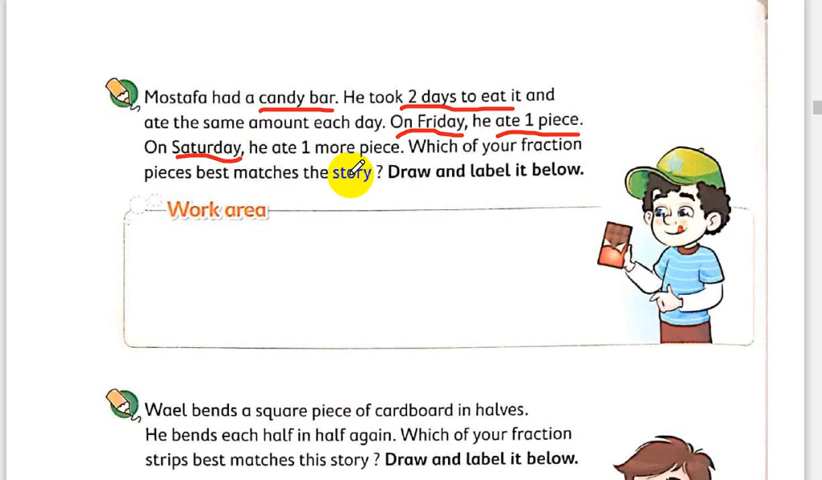 Mostafa had a candy bar. He took 2 days to eat it and
ate the same amount each day. On Friday, he ate 1 piece.
On Saturday, he ate 1 more piece. Which of your fraction
pieces best matches the story ? Draw and label it below.
Work area
Wael bends a square piece of cardboard in halves.
He bends each half in half again. Which of your fraction
strips best matches this story ? Draw and label it below.